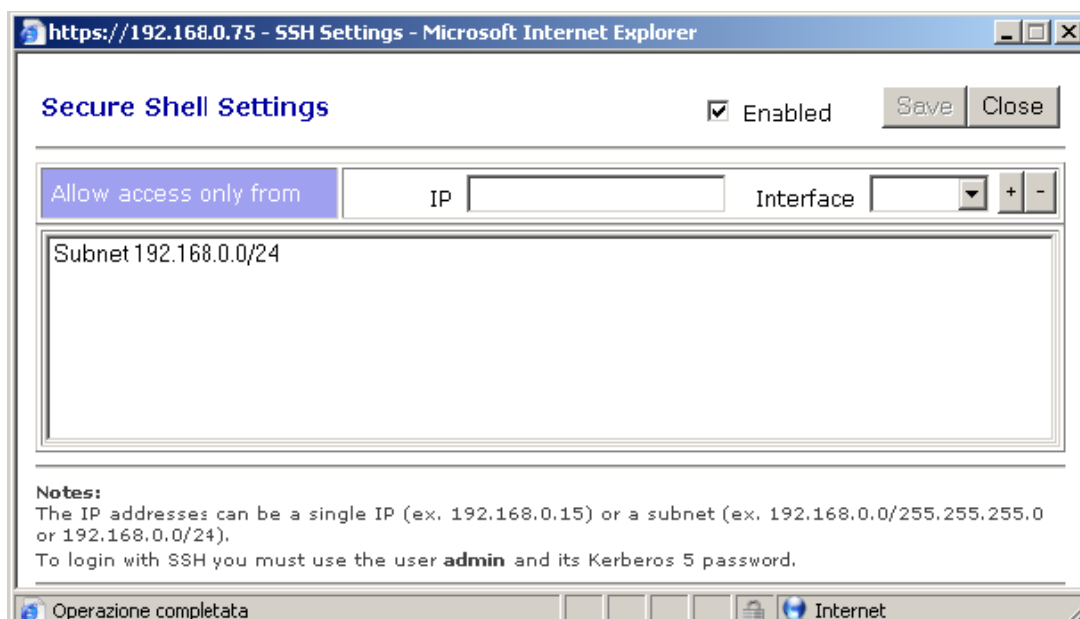 https://192.168.0.75 - SSH Settings - Microsoft Internet Explorer
Secure Shell Settings Enabled Save Close
Allow access only from IP Interface + -
Subnet 192.168.0.0/24
Notes:
The IP addresses can be a single IP (ex. 192.168.0.15) or a subnet (ex. 192.168.0.0/255.255.255.0
or 192.168.0.0/24).
To login with SSH you must use the user admin and its Kerberos 5 password.
Operazione completata Internet